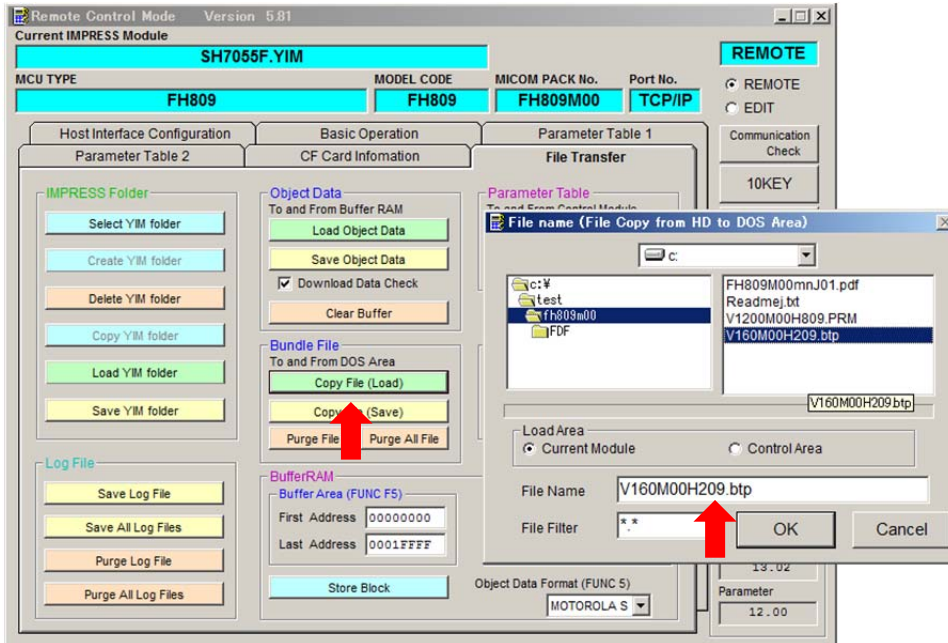 Remote Control Mode Version 5.81
Current IMPRESS Module
SH7055F.YIM
REMOTE
MCU TYPE
MODEL CODE
MICOM PACK No.
Port No.
FH809
FH809
FH809M00
TCP/IP
REMOTE
EDIT
Host Interface Configuration
Basic Operation
Parameter Table 1
Parameter Table 2
CF Card Infomation
File Transfer
Communication
Check
10KEY
IMPRESS Folder
Select YIM folder
Create YIM folder
Delete YIM folder
Copy YIM folder
Load YIM folder
Save YIM folder
Log File
Save Log File
Save All Log Files
Purge Log File
Purge All Log Files
Object Data
To and From Buffer RAM
Load Object Data
Save Object Data
Download Data Check
Clear Buffer
Bundle File
To and From DOS Area
Copy File (Load)
(Save)
Purge File
Purge All File
BufferRAM
Buffer Area (FUNC F5)
First Address 00000000
Last Address 0001FFFF
Store Block
Parameter Table
To and From Control Module
Object Data Format (FUNC 5)
MOTOROLA S
File name (File Copy from HD to DOS Area)
c:
c:¥
test
fh809m00
FDF
FH809M00mnJ01.pdf
Readmej.txt
V1200M00H809.PRM
V160M00H209.btp
V160M00H209.btp
Load Area
Current Module
Control Area
File Name V160M00H209.btp
File Filter *.*
OK
Cancel
13.02
Parameter
12.00